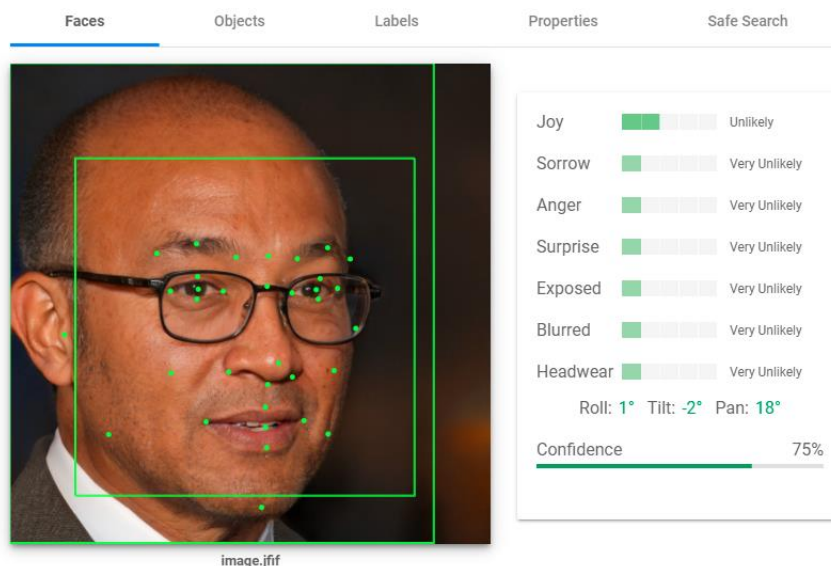 Faces Objects Labels Properties Safe Search
Joy Unlikely
Sorrow Very Unlikely
Anger Very Unlikely
Surprise Very Unlikely
Exposed Very Unlikely
Blurred Very Unlikely
Headwear Very Unlikely
Roll: 1° Tilt: -2° Pan: 18°
Confidence 75%
image.jfif